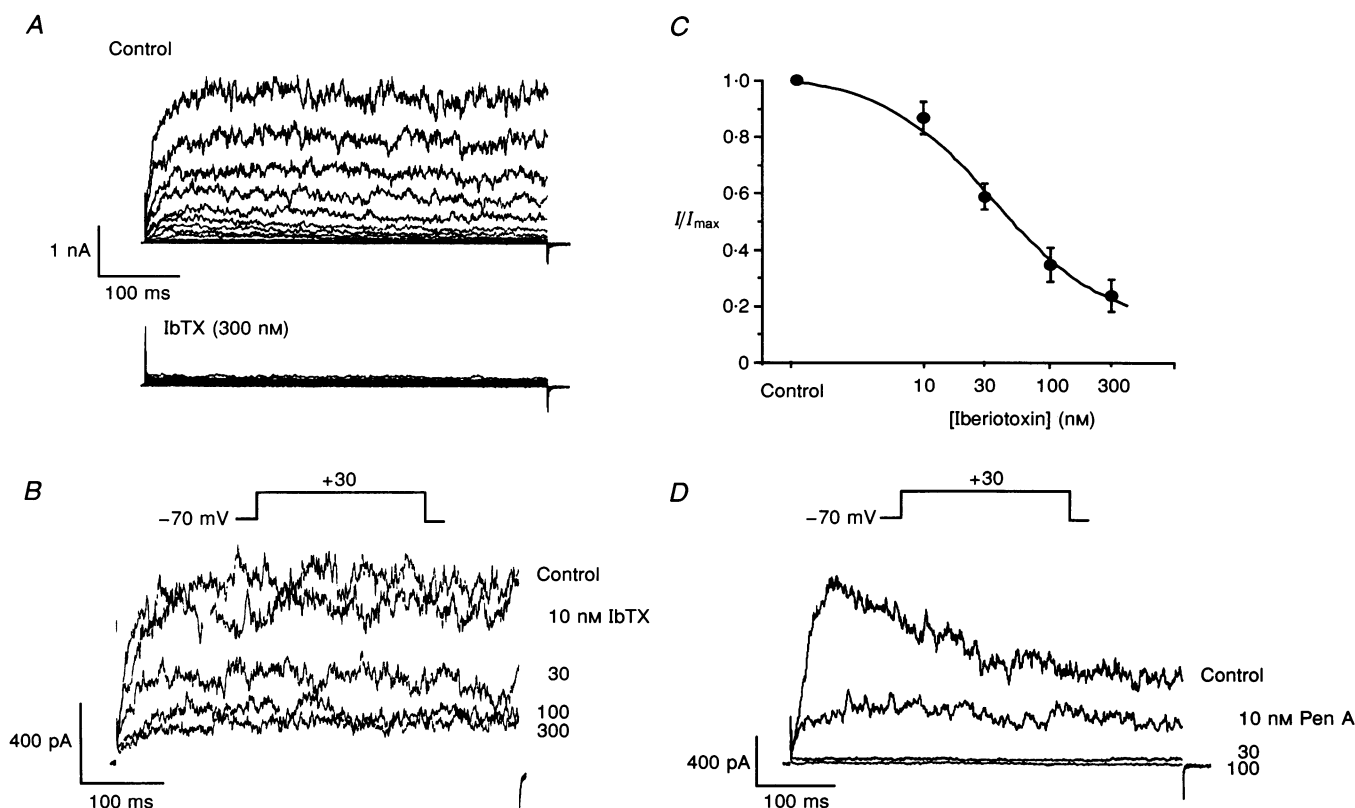 A
Control
1 nA
100 ms
IbTX (300 nM)
B
+30
−70 mV
Control
10 nM IbTX
30
100
300
400 pA
100 ms
C
1·0
0·8
0·6
I/Imax
0·4
0·2
0
Control
10
30
100
300
[Iberiotoxin] (nM)
D
+30
−70 mV
Control
10 nM Pen A
30
100
400 pA
100 ms